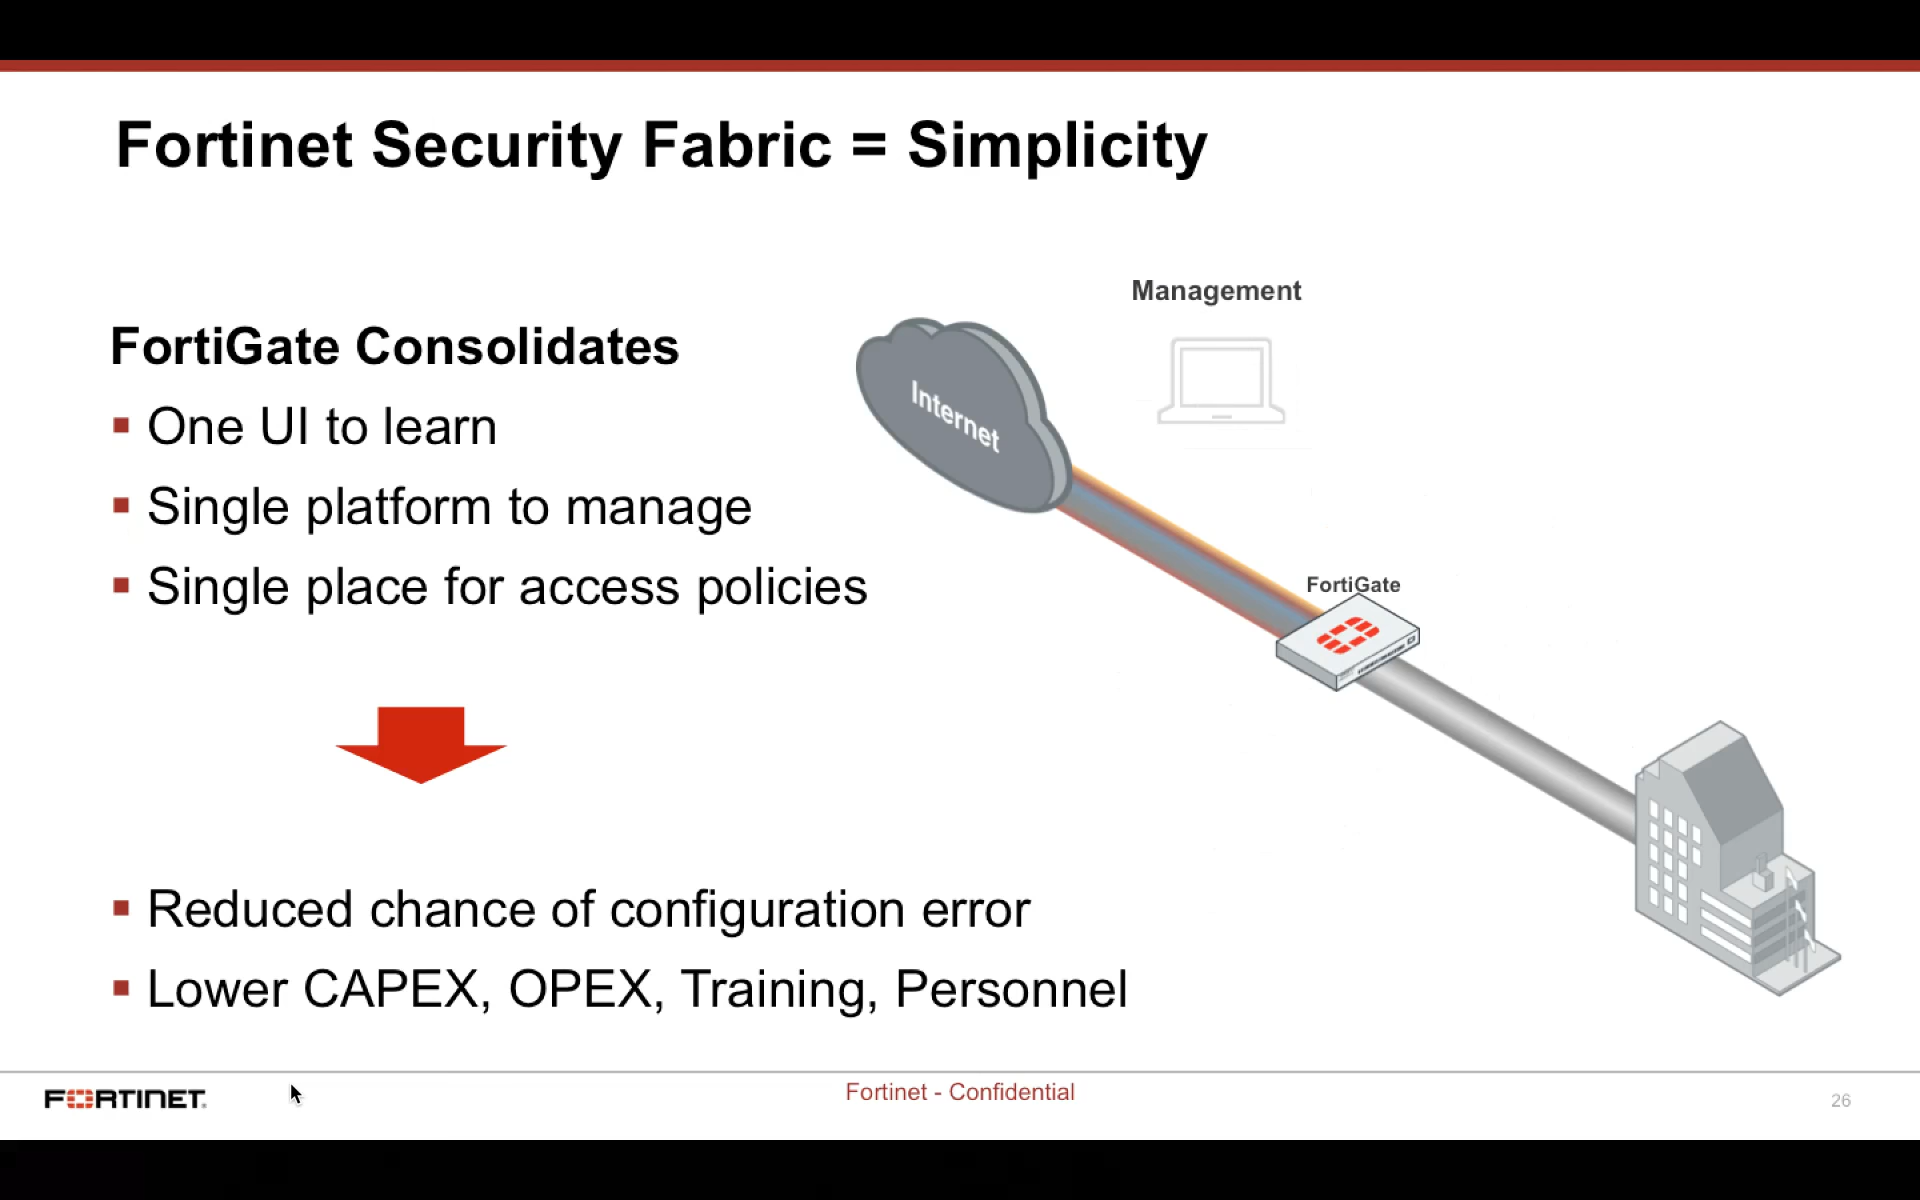 Fortinet Security Fabric = Simplicity
Management
FortiGate Consolidates
Internet
One UI to learn
Single platform to manage
Single place for access policies
FortiGate
Reduced chance of configuration error
Lower CAPEX, OPEX, Training, Personnel
FORTINET
Fortinet - Confidential
26